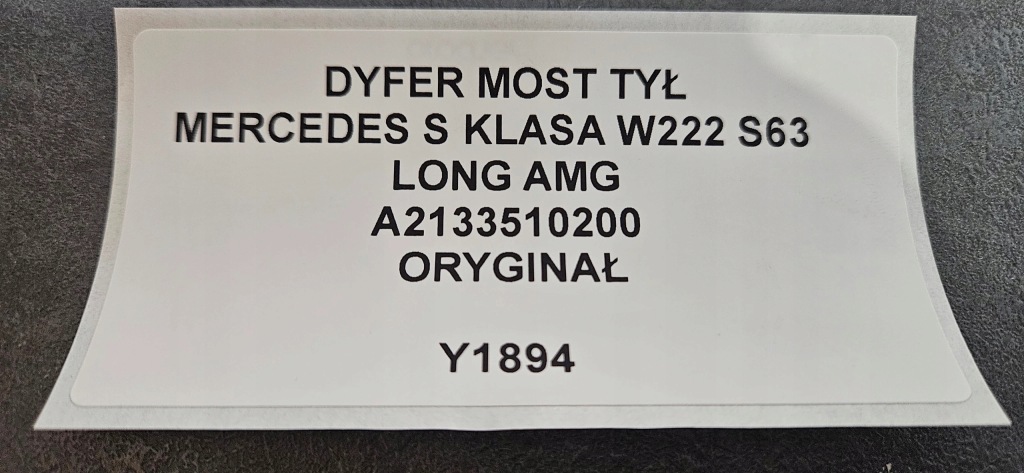 DYFER MOST TYŁ
MERCEDES S KLASA W222 S63
LONG AMG
A2133510200
ORYGINAŁ
Y1894